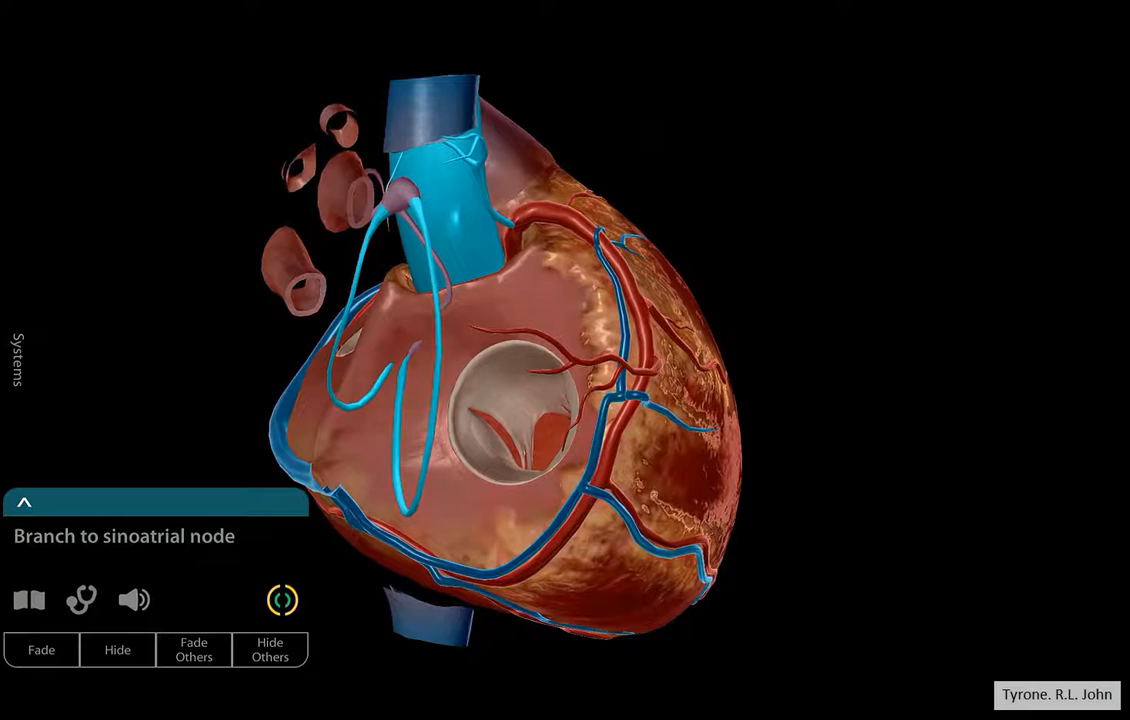 Systems
Branch to sinoatrial node
Fade
Hide
Fade
Others
Hide
Others
Tyrone. R.L. John